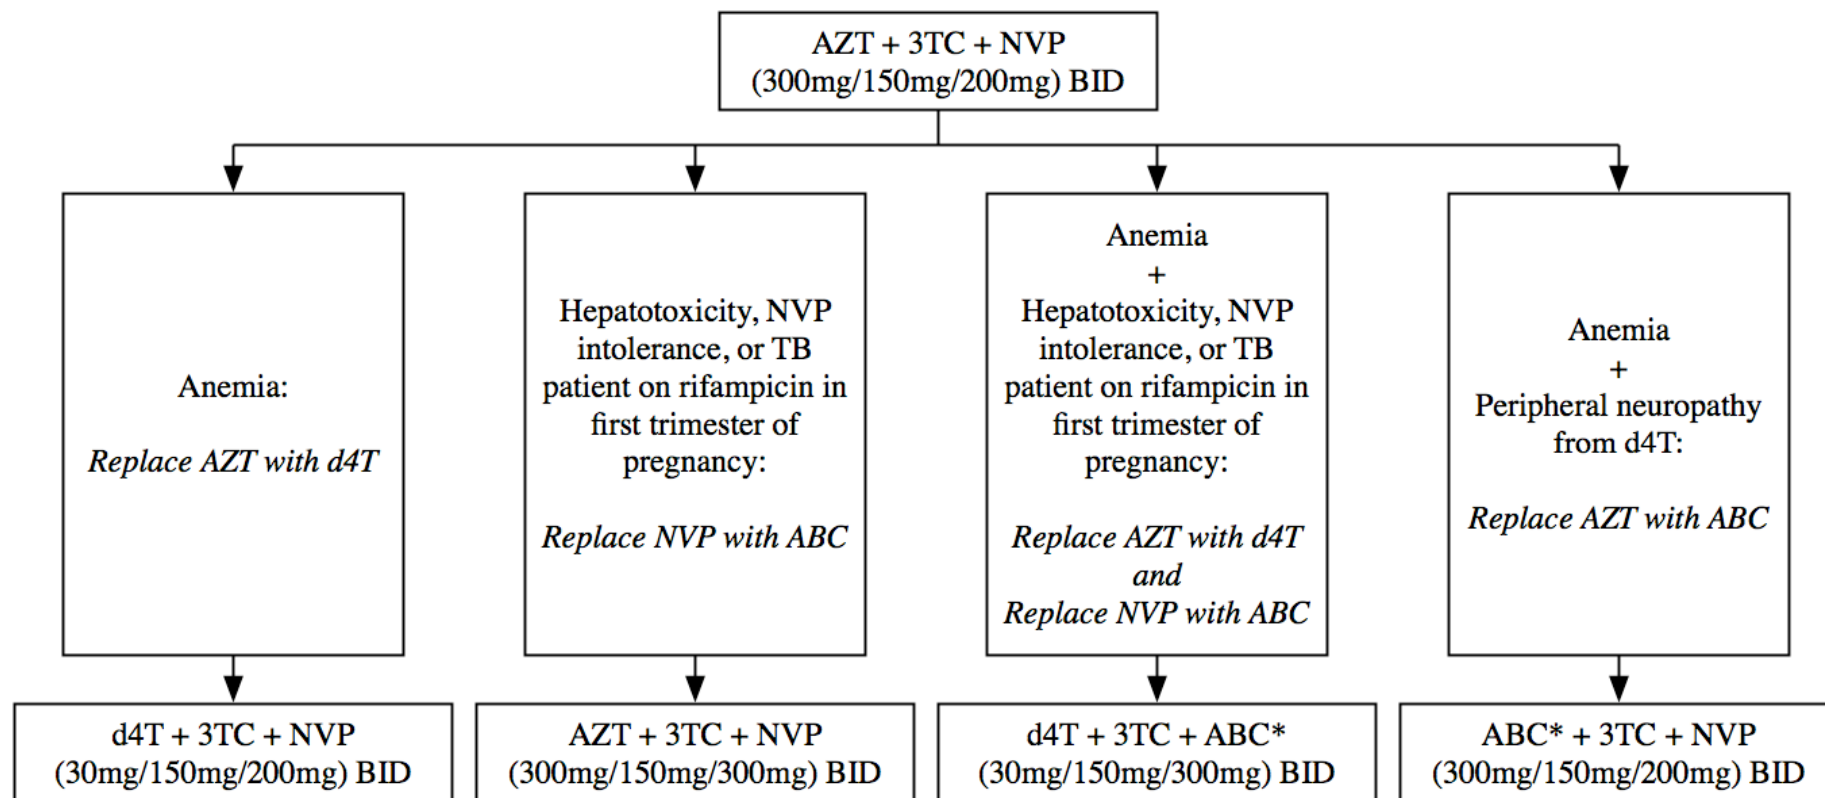 AZT + 3TC + NVP
(300mg/150mg/200mg) BID
Anemia:
Replace AZT with d4T
Hepatotoxicity, NVP
intolerance, or TB
patient on rifampicin in
first trimester of
pregnancy:
Replace NVP with ABC
Anemia
+
Hepatotoxicity, NVP
intolerance, or TB
patient on rifampicin in
first trimester of
pregnancy:
Replace AZT with d4T
and
Replace NVP with ABC
Anemia
+
Peripheral neuropathy
from d4T:
Replace AZT with ABC
d4T + 3TC + NVP
(30mg/150mg/200mg) BID
AZT + 3TC + NVP
(300mg/150mg/300mg) BID
d4T + 3TC + ABC*
(30mg/150mg/300mg) BID
ABC* + 3TC + NVP
(300mg/150mg/200mg) BID